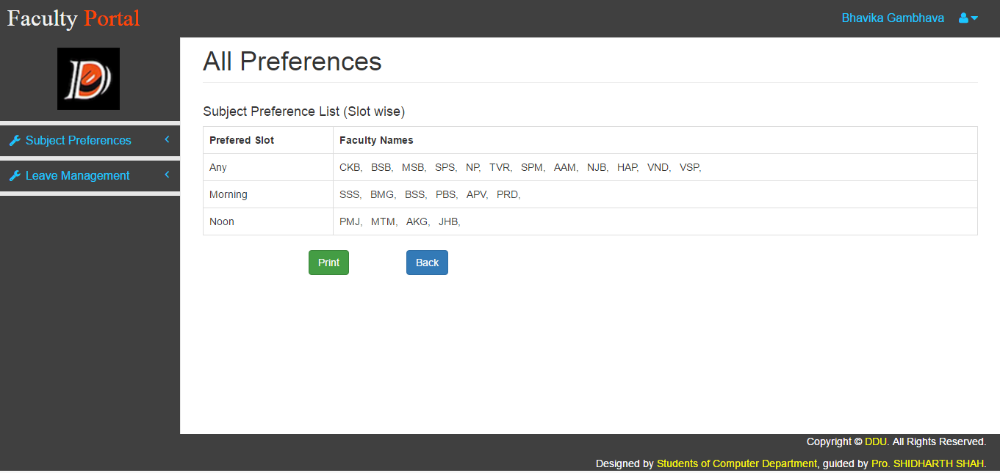 Faculty Portal
Bhavika Gambhava
D
Subject Preferences
Leave Management
All Preferences
Subject Preference List (Slot wise)
Prefered Slot Faculty Names
Any CKB, BSB, MSB, SPS, NP, TVR, SPM, AAM, NJB, HAP, VND, VSP,
Morning SSS, BMG, BSS, PBS, APV, PRD,
Noon PMJ, MTM, AKG, JHB,
Print Back
Copyright © DDU. All Rights Reserved.
Designed by Students of Computer Department, guided by Pro. SHIDHARTH SHAH.